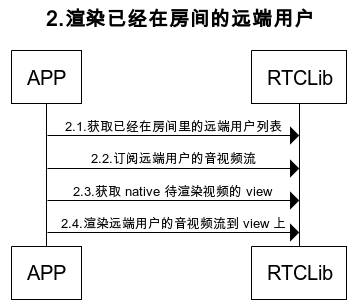 2.渲染已经在房间的远端用户
APP
RTCLib
2.1.获取已经在房间里的远端用户列表
2.2.订阅远端用户的音视频流
2.3.获取 native 待渲染视频的 view
2.4.渲染远端用户的音视频流到 view 上
APP
RTCLib